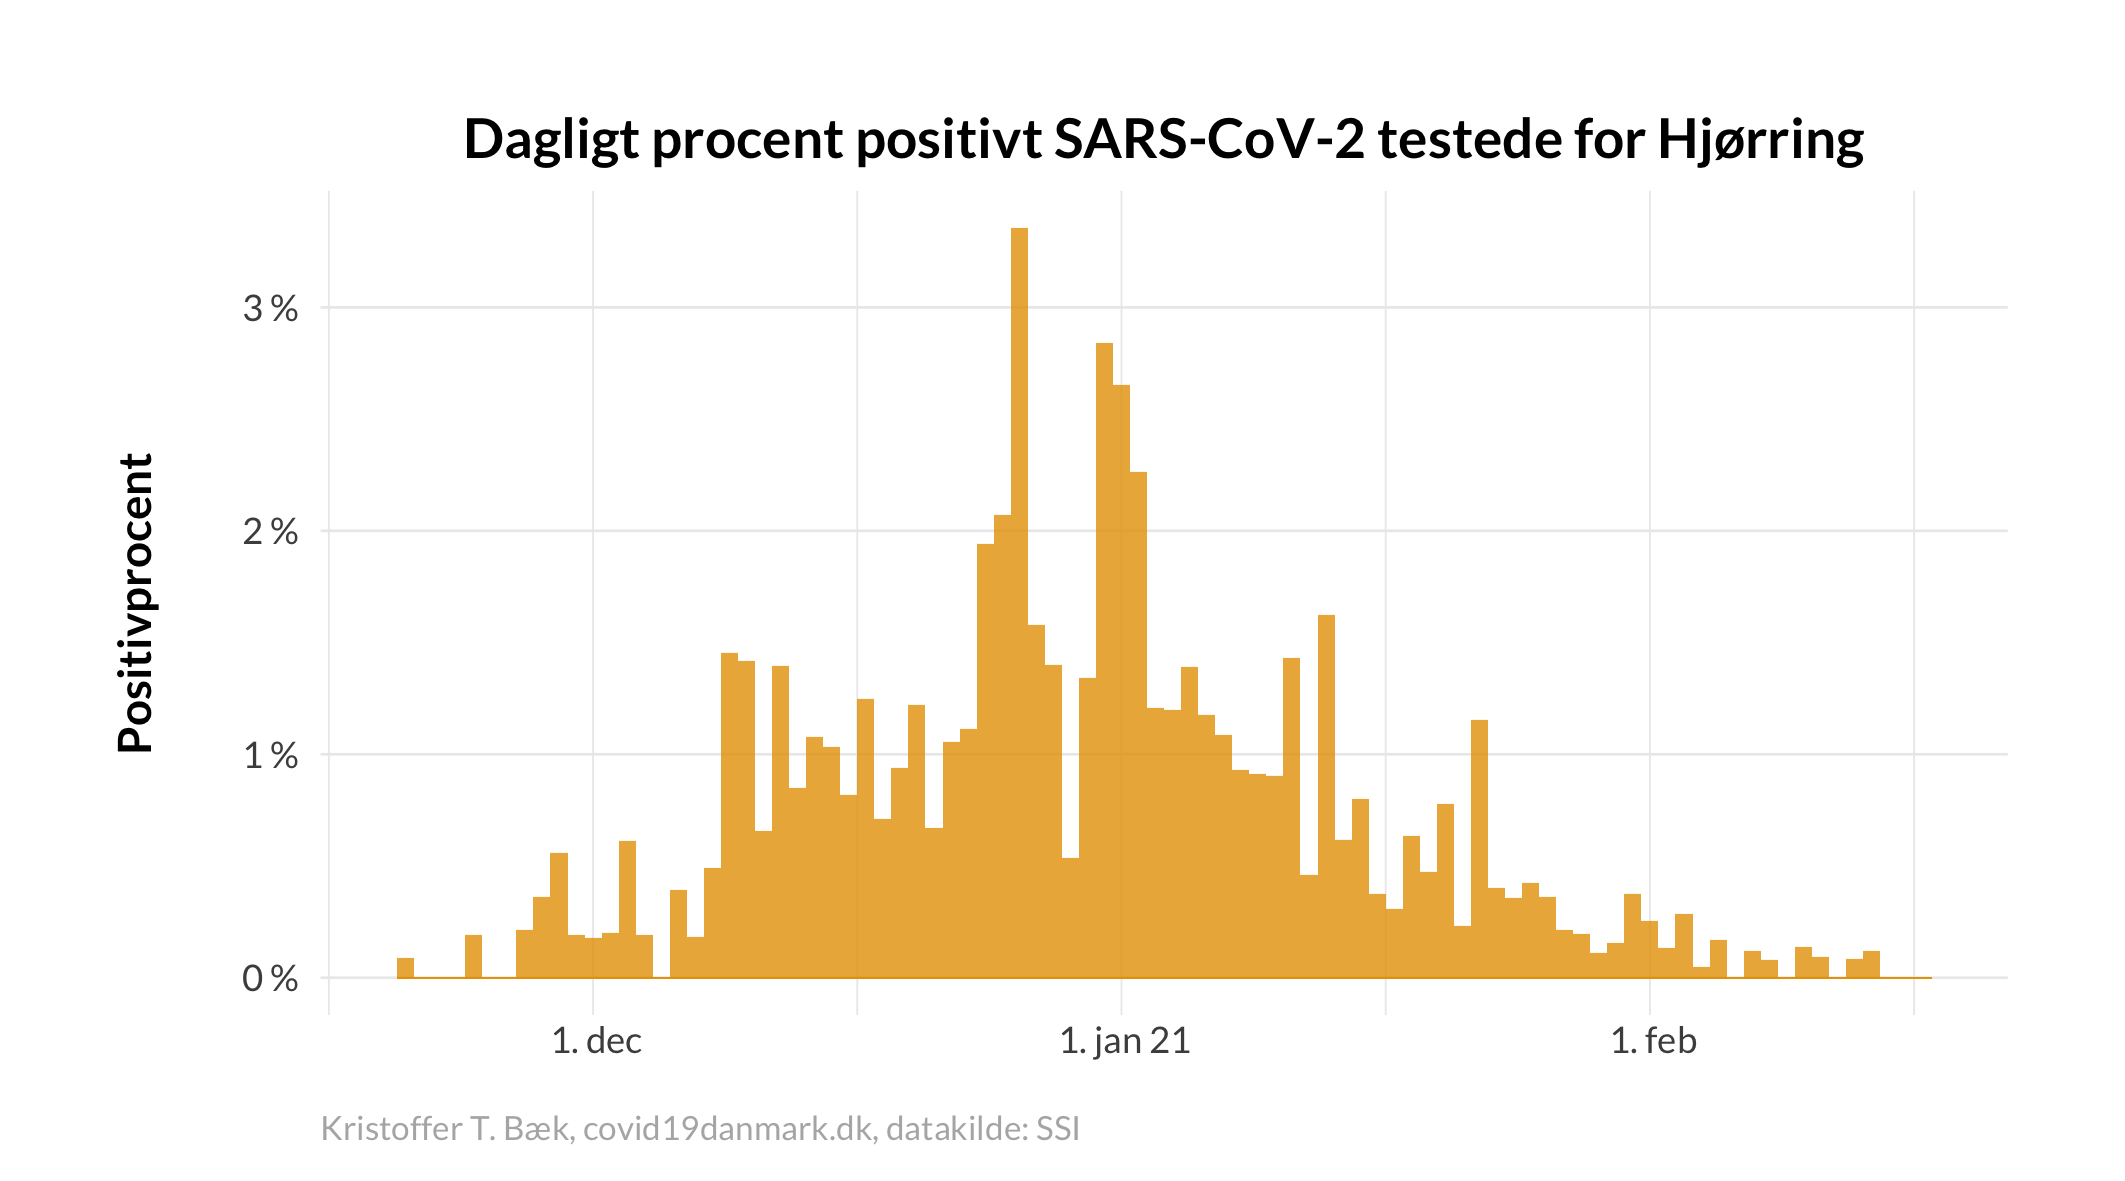 Dagligt procent positivt SARS-CoV-2 testede for Hjørring
Positivprocent
3 %
2 %
1 %
0 %
1. dec
1. jan 21
1. feb
Kristoffer T. Bæk, covid19danmark.dk, datakilde: SSI